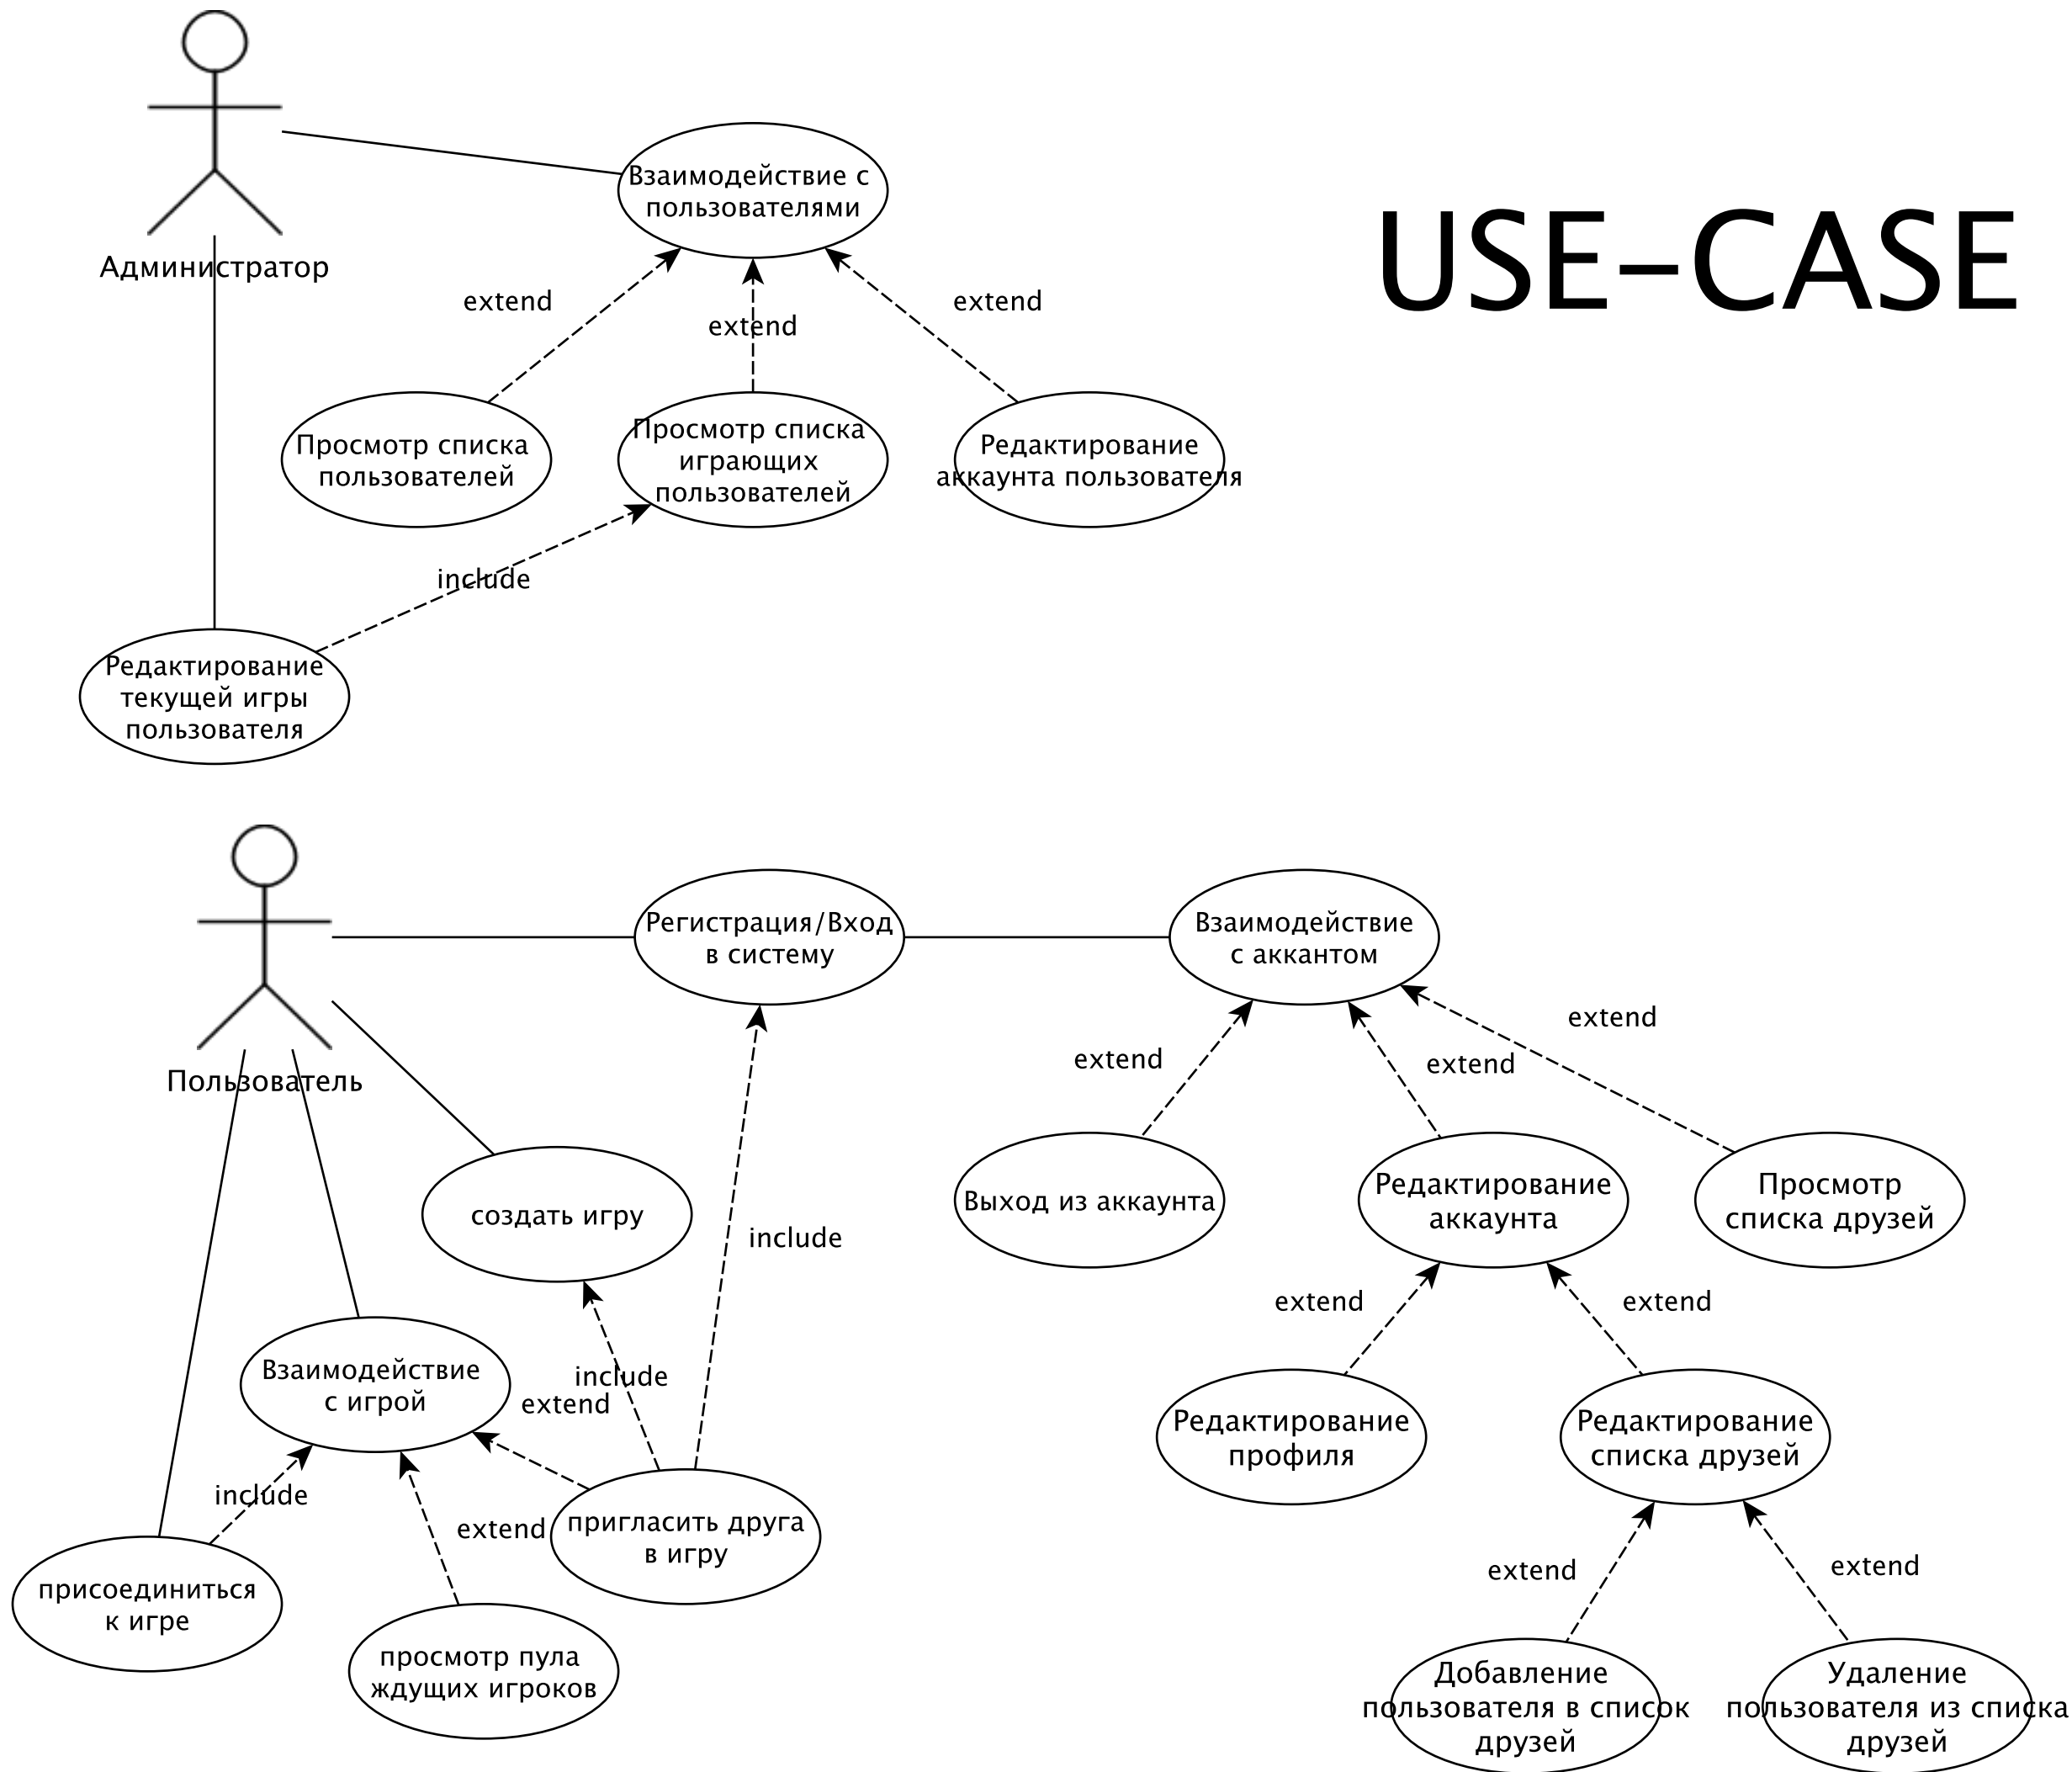 Администратор
Взаимодействие с
пользователями
USE-CASE
extend
extend
extend
Просмотр списка
пользователей
Просмотр списка
играющих
пользователей
Редактирование
аккаунта пользователя
include
Редактирование
текущей игры
пользователя
Пользователь
Регистрация/Вход
в систему
Взаимодействие
с аккантом
extend
extend
extend
создать игру
Выход из аккаунта
Редактирование
аккаунта
Просмотр
списка друзей
include
extend
extend
Взаимодействие
с игрой
include
extend
Редактирование
профиля
Редактирование
списка друзей
include
extend
пригласить друга
в игру
extend
extend
присоединиться
к игре
просмотр пула
ждущих игроков
Добавление
пользователя в список
друзей
Удаление
пользователя из списка
друзей